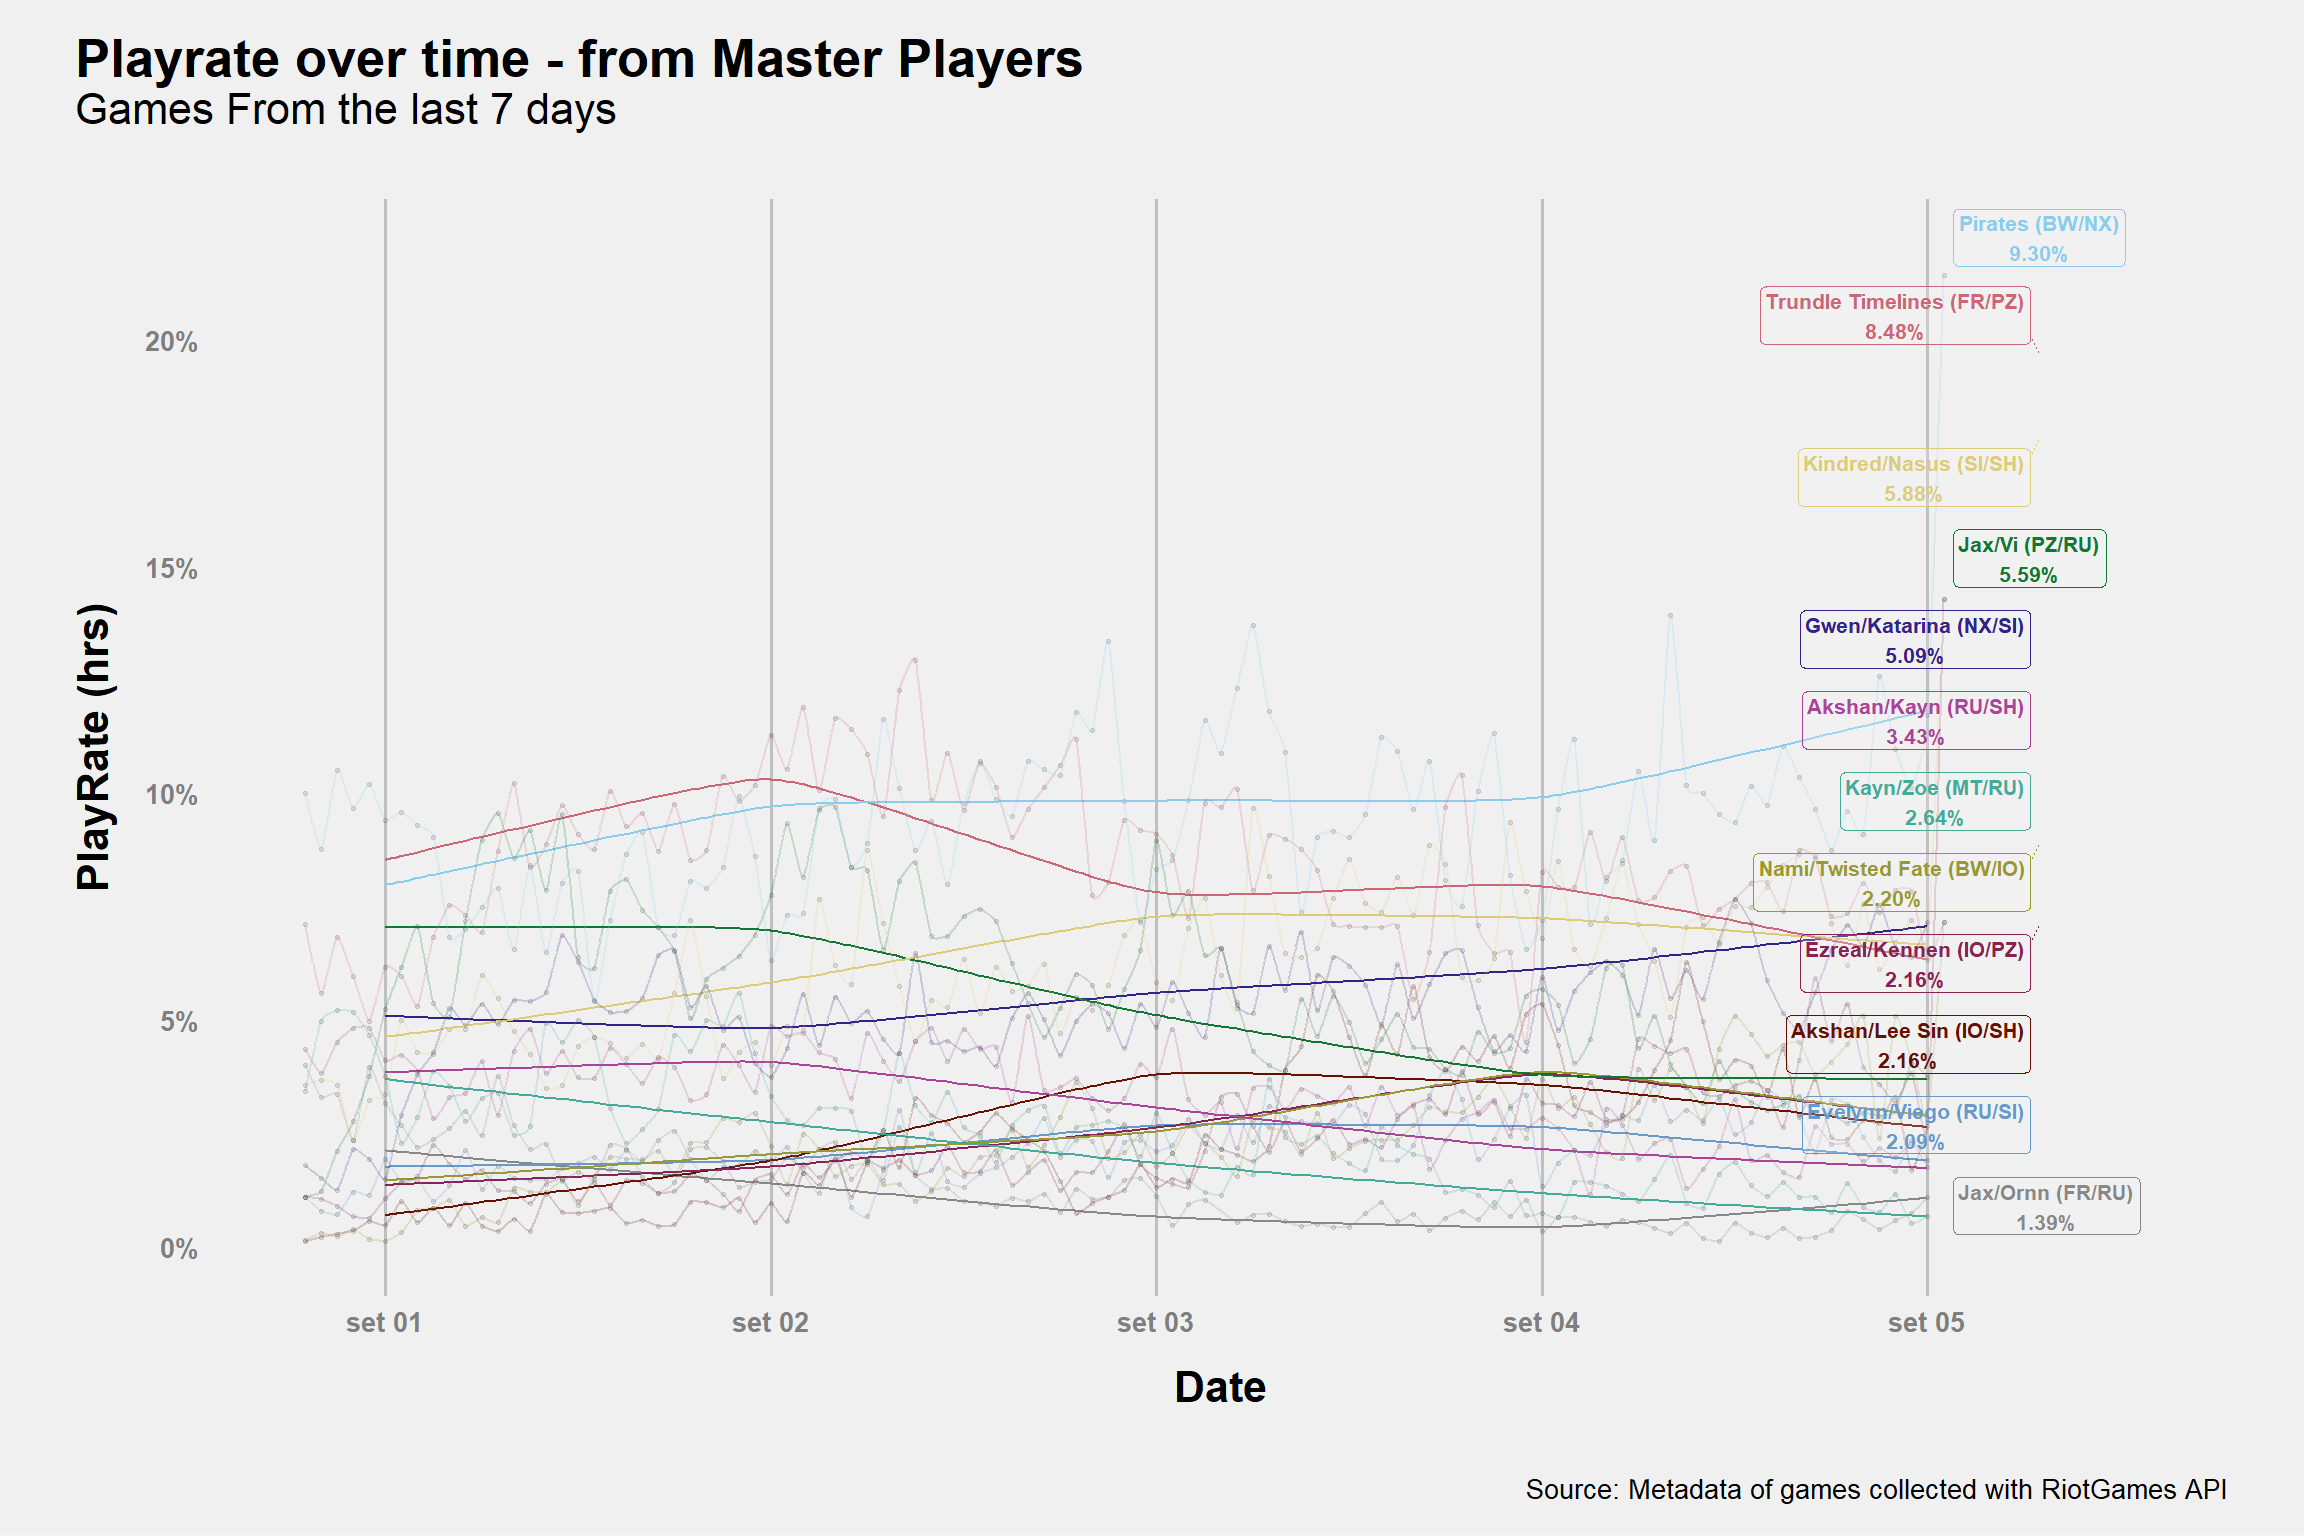 Playrate over time - from Master Players
Games From the last 7 days
PlayRate (hrs)
20%
15%
10%
5%
0%
Pirates (BW/NX)
9.30%
Trundle Timelines (FR/PZ)
8.48%
Kindred/Nasus (SI/SH)
5.88%
Jax/Vi (PZ/RU)
5.59%
Gwen/Katarina (NX/SI)
5.09%
Akshan/Kayn (RU/SH)
3.43%
Kayn/Zoe (MT/RU)
2.64%
Nami/Twisted Fate (BW/IO)
2.20%
Ezreal/Kennen (IO/PZ)
2.16%
Akshan/Lee Sin (IO/SH)
2.16%
Evelynn/Viego (RU/SI)
2.09%
Jax/Ornn (FR/RU)
1.39%
set 01
set 02
set 03
set 04
set 05
Date
Source: Metadata of games collected with RiotGames API